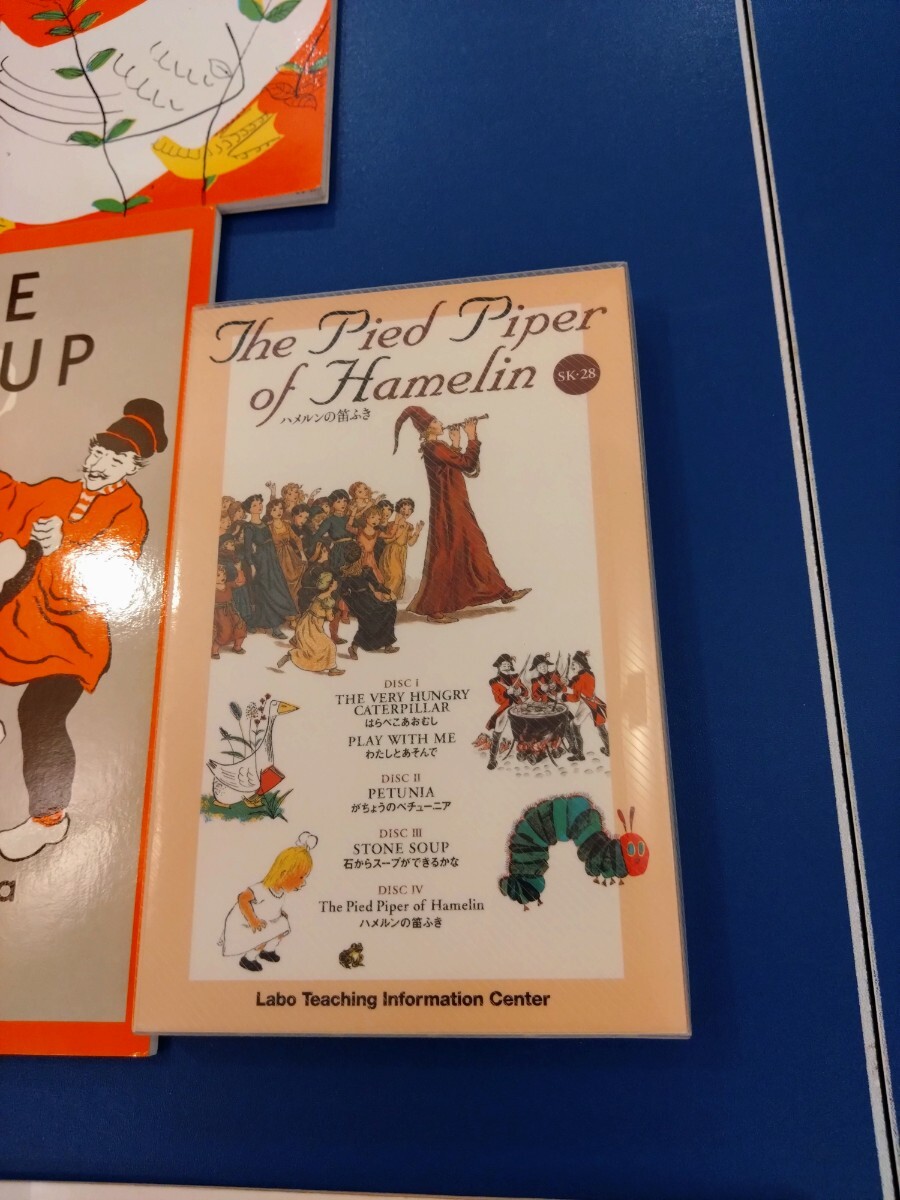 E
UP
a
The Pied Piper
of Hamelin
SK·28
ハメルンの笛ふき
DISC I
THE VERY HUNGRY
CATERPILLAR
はらぺこあおむし
PLAY WITH ME
わたしとあそんで
DISC II
PETUNIA
がちょうのペチューニア
DISC III
STONE SOUP
石からスープができるかな
DISC IV
The Pied Piper of Hamelin
ハメルンの笛ふき
Labo Teaching Information Center